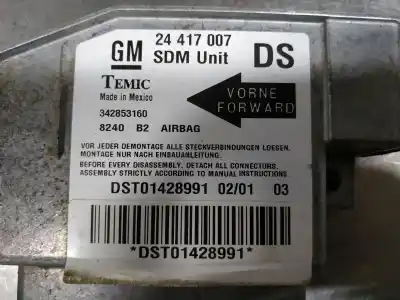 GM 24 417 007 DS
SDM Unit
TEMIC
Made in Mexico
VORNE
FORWARD
342853160
8240 B2 AIRBAG
VOR JEDER DEMONTAGE ALLE STECKVERBINDUNGEN LOESEN.
MONTAGE NUR NACH EINBAUANLEITUNG.
BEFORE EVERY DISASSEMBLY, DETACH ALL CONNECTORS.
ASSEMBLY STRICTLY ACCORDING TO MANUAL INSTRUCTIONS
DST01428991 02/01 03
*DST01428991*